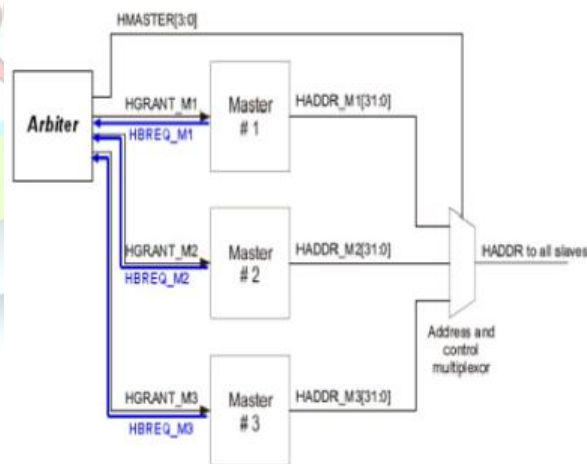 HMASTER[3:0]
Arbiter
HGRANT_M1
HBREQ_M1
Master
#1
HADDR_M1[31:0]
HGRANT_M2
HBREQ_M2
Master
#2
HADDR_M2[31:0]
HADDR to all slaves
Address and
control
multiplexor
HGRANT_M3
HBREQ_M3
Master
#3
HADDR_M3[31:0]